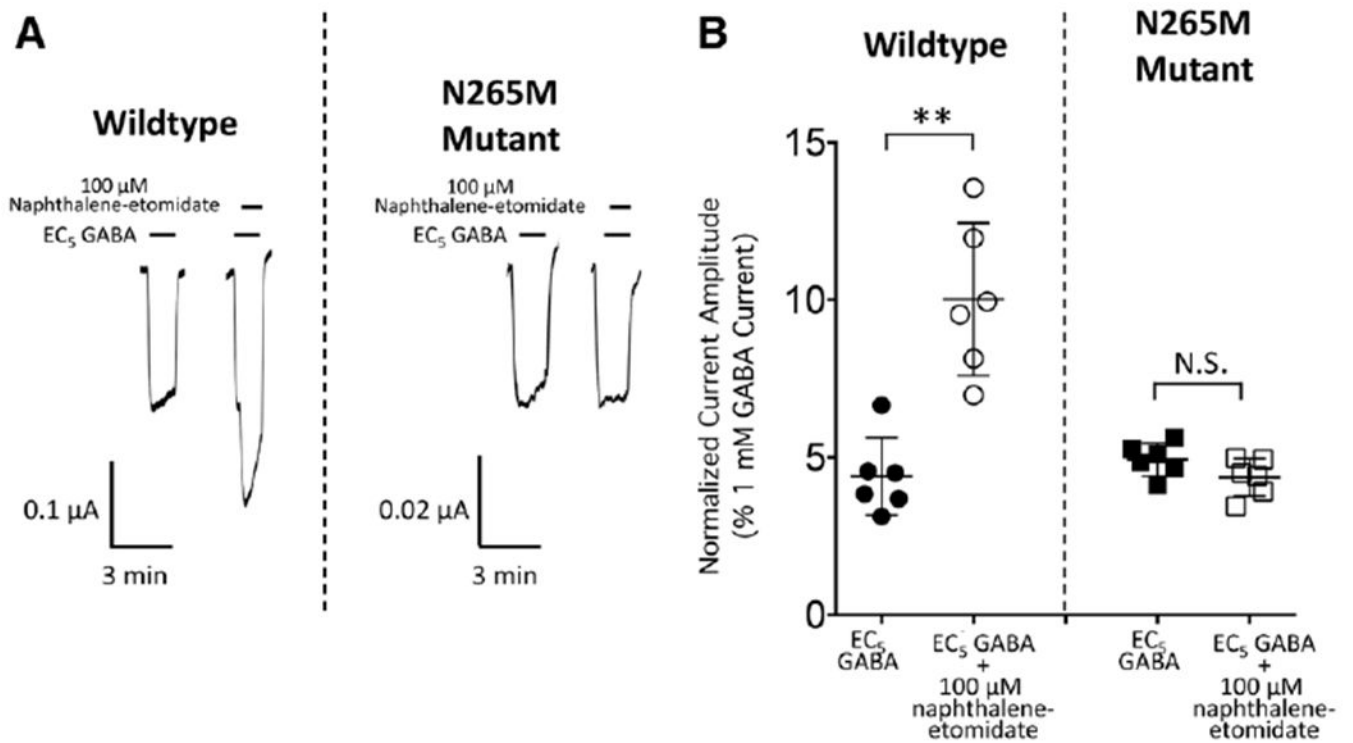 A
Wildtype
100 μM
Naphthalene-etomidate
EC₅ GABA
0.1 μA
3 min
N265M
Mutant
100 μM
Naphthalene-etomidate
EC₅ GABA
0.02 μA
3 min
B
Wildtype
N265M
Mutant
Normalized Current Amplitude
(% 1 mM GABA Current)
15
10
5
0
**
N.S.
EC₅
GABA
EC₅ GABA
+
100 μM
naphthalene-
etomidate
EC₅
GABA
EC₅ GABA
+
100 μM
naphthalene-
etomidate